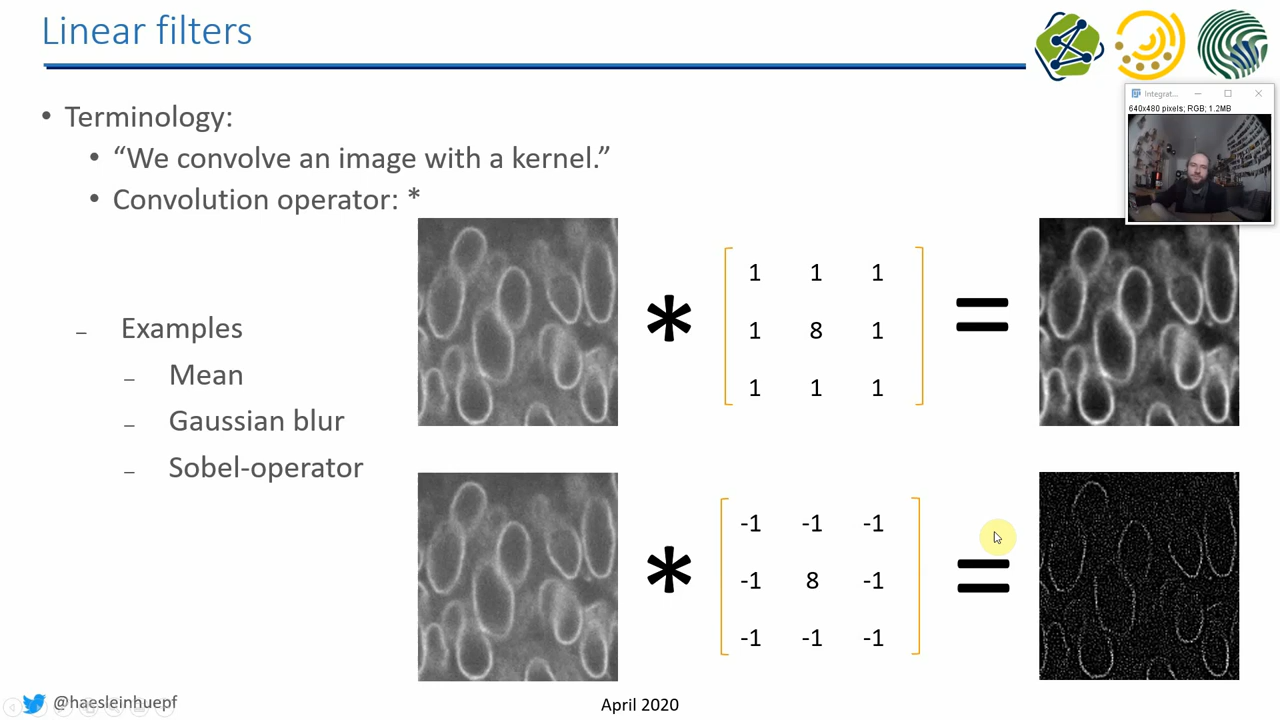 Linear filters
Integrat...
640x480 pixels; RGB; 1.2MB
• Terminology:
• “We convolve an image with a kernel.”
• Convolution operator: *
* =
1 1 1
1 8 1
1 1 1
– Examples
– Mean
– Gaussian blur
– Sobel-operator
* =
-1 -1 -1
-1 8 -1
-1 -1 -1
@haesleinhuepf
April 2020